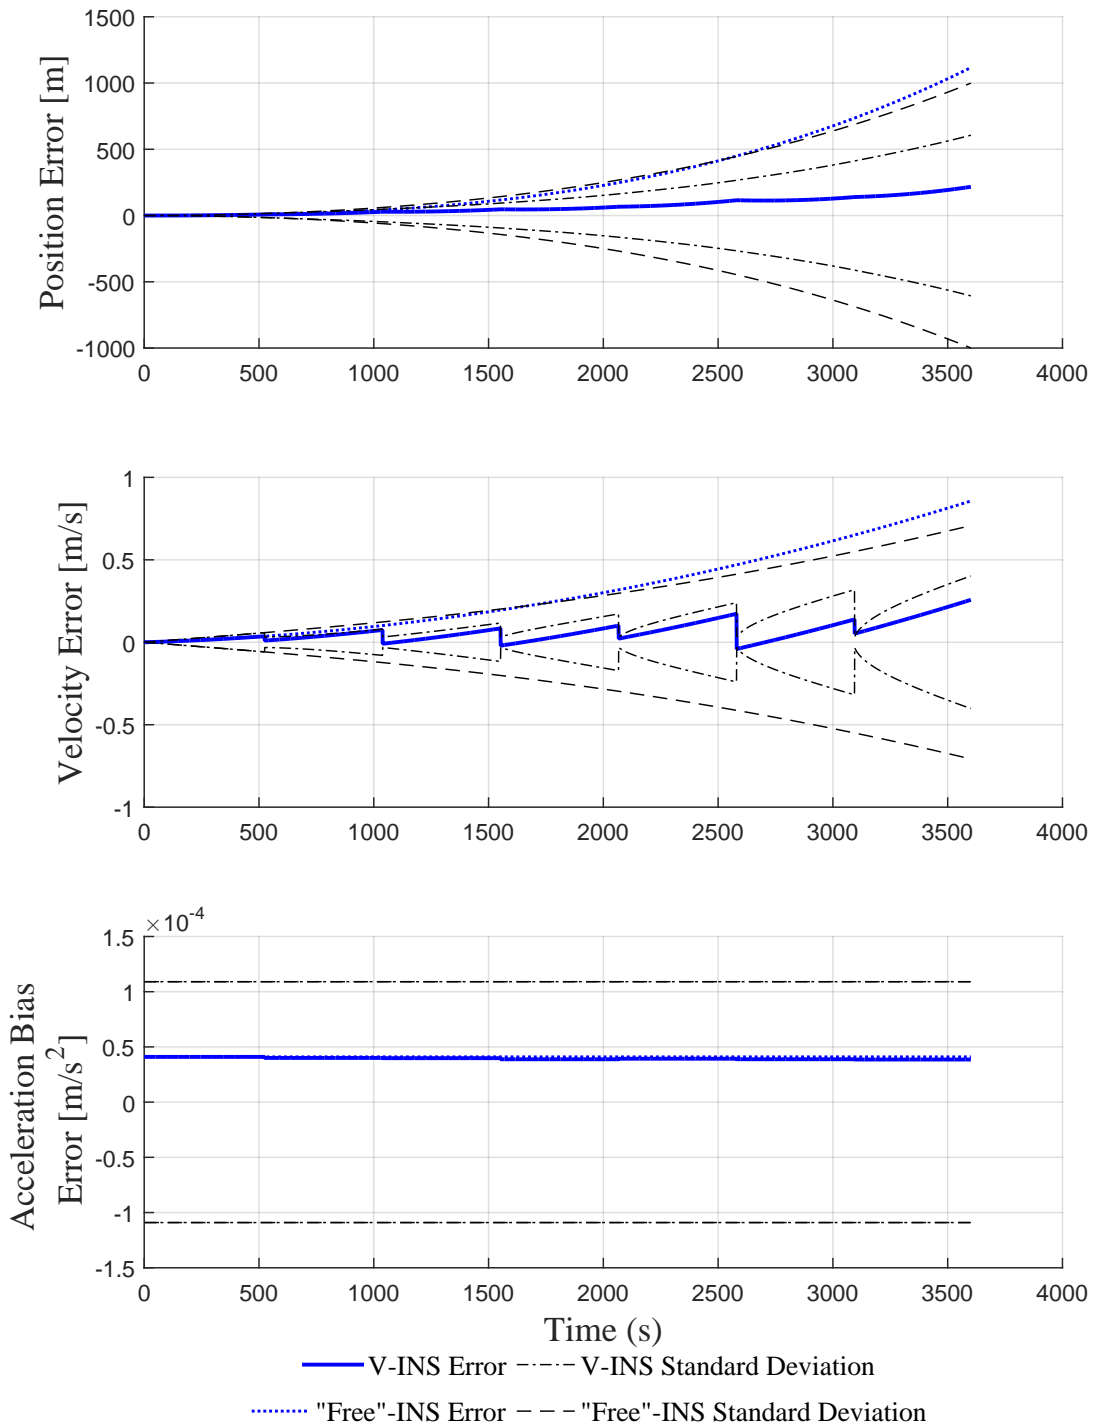 1500
1000
500
0
-500
-1000
Position Error [m]
0 500 1000 1500 2000 2500 3000 3500 4000
1
0.5
0
-0.5
-1
Velocity Error [m/s]
0 500 1000 1500 2000 2500 3000 3500 4000
×10-4
1.5
1
0.5
0
-0.5
-1
-1.5
Acceleration Bias
Error [m/s2]
0 500 1000 1500 2000 2500 3000 3500 4000
Time (s)
V-INS Error V-INS Standard Deviation
"Free"-INS Error "Free"-INS Standard Deviation